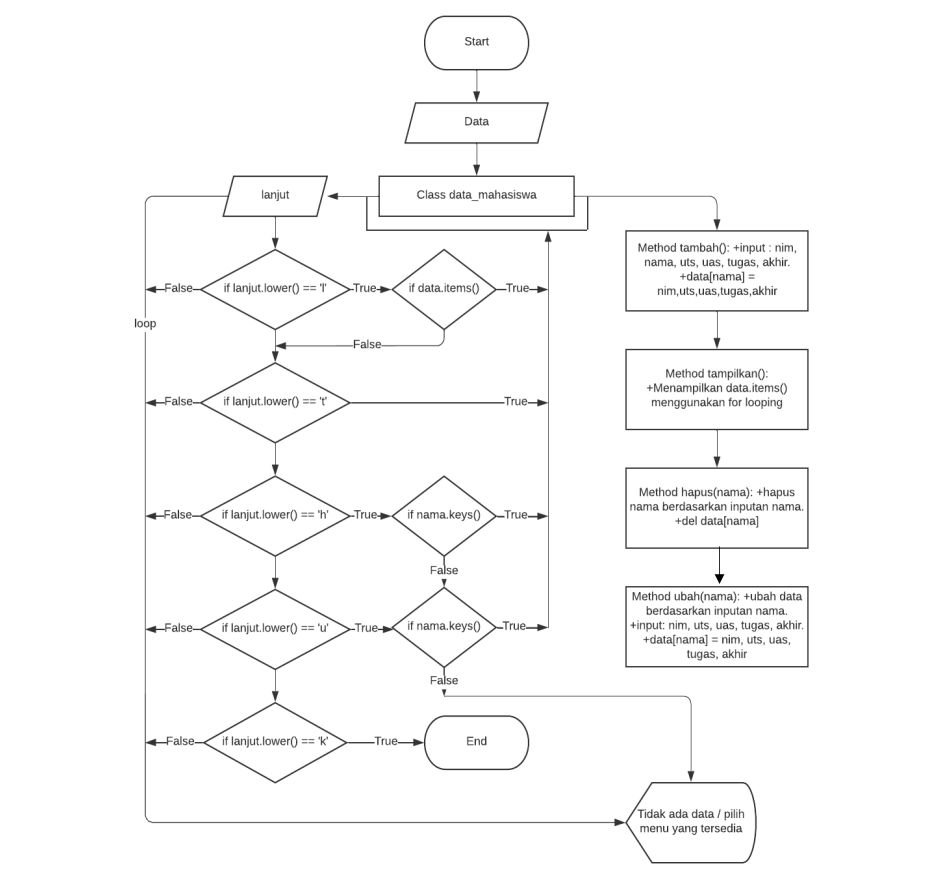 Start
Data
lanjut
Class data_mahasiswa
Method tambah(): +input : nim,
nama, uts, uas, tugas, akhir.
+data[nama] =
nim,uts,uas,tugas,akhir
False
if lanjut.lower() == 'l'
True
if data.items()
True
loop
False
Method tampilkan():
+Menampilkan data.items()
menggunakan for looping
False
if lanjut.lower() == 't'
True
Method hapus(nama): +hapus
nama berdasarkan inputan nama.
+del data[nama]
False
if lanjut.lower() == 'h'
True
if nama.keys()
True
False
Method ubah(nama): +ubah data
berdasarkan inputan nama.
+input: nim, uts, uas, tugas, akhir.
+data[nama] = nim, uts, uas,
tugas, akhir
False
if lanjut.lower() == 'u'
True
if nama.keys()
True
False
False
if lanjut.lower() == 'k'
True
End
Tidak ada data / pilih
menu yang tersedia